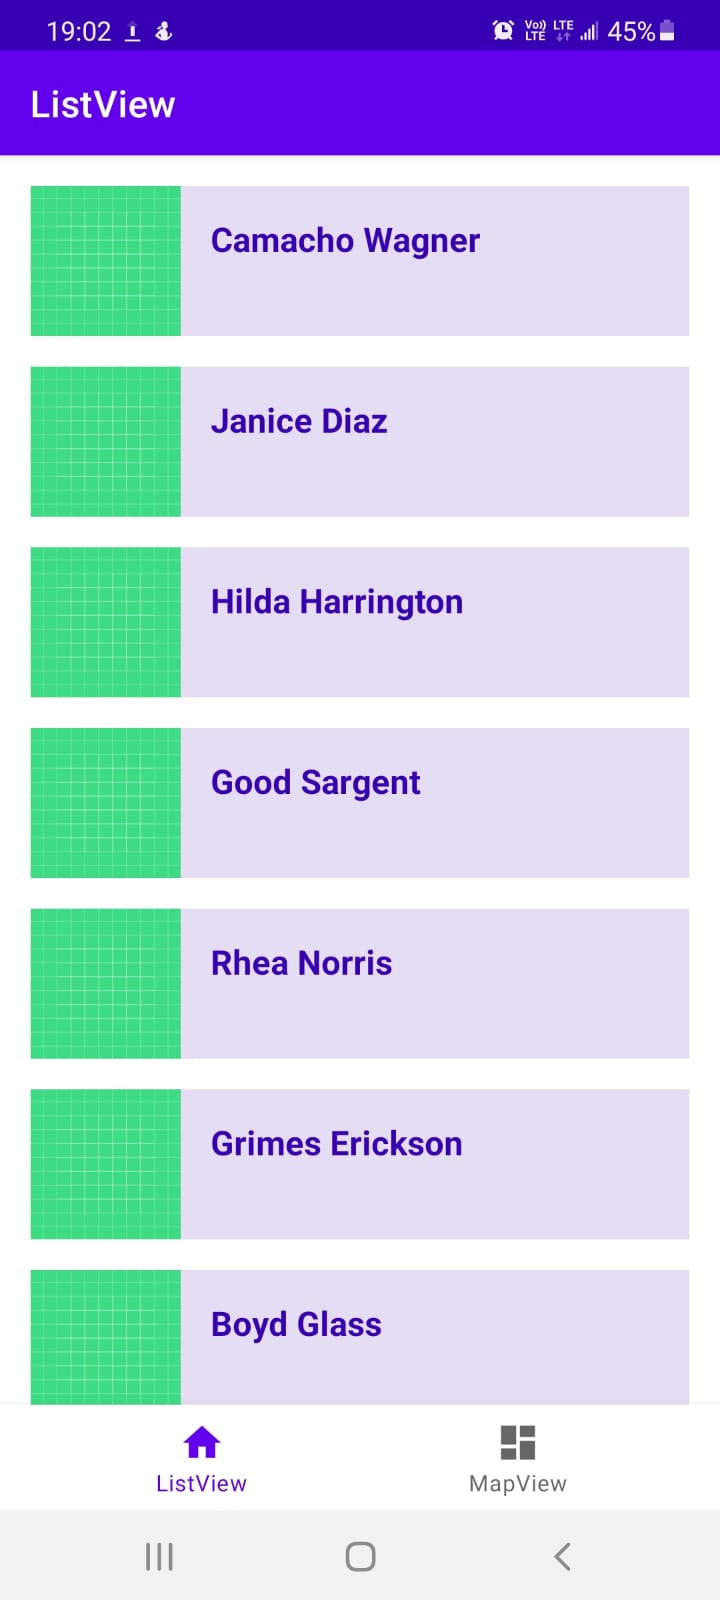 19:02 Vo)) LTE LTE 45%
ListView
Camacho Wagner
Janice Diaz
Hilda Harrington
Good Sargent
Rhea Norris
Grimes Erickson
Boyd Glass
ListView MapView